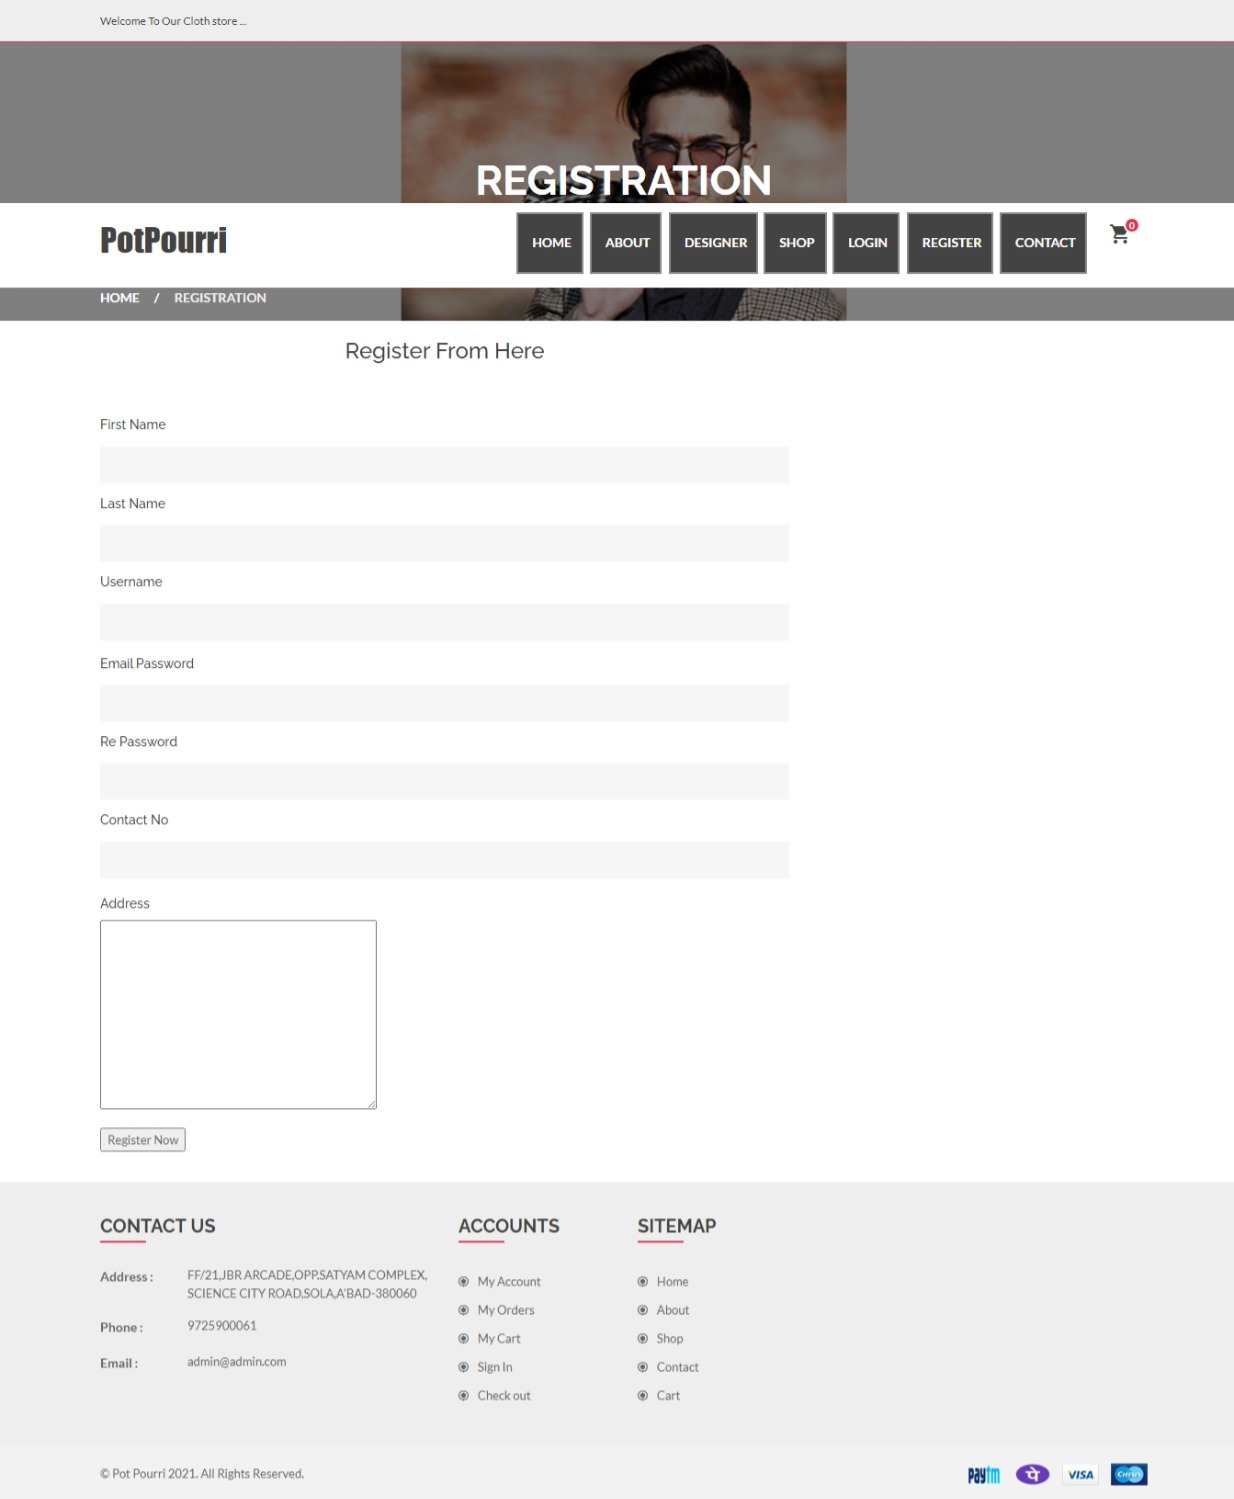 Welcome To Our Cloth store ...
REGISTRATION
PotPourri
HOME
ABOUT
DESIGNER
SHOP
LOGIN
REGISTER
CONTACT
0
HOME / REGISTRATION
Register From Here
First Name
Last Name
Username
Email Password
Re Password
Contact No
Address
Register Now
CONTACT US
Address :
FF/21,JBR ARCADE,OPP.SATYAM COMPLEX,
SCIENCE CITY ROAD,SOLA,A'BAD-380060
Phone :
9725900061
Email :
admin@admin.com
ACCOUNTS
My Account
My Orders
My Cart
Sign In
Check out
SITEMAP
Home
About
Shop
Contact
Cart
© Pot Pourri 2021. All Rights Reserved.
paytm
पे
VISA
Cirrus